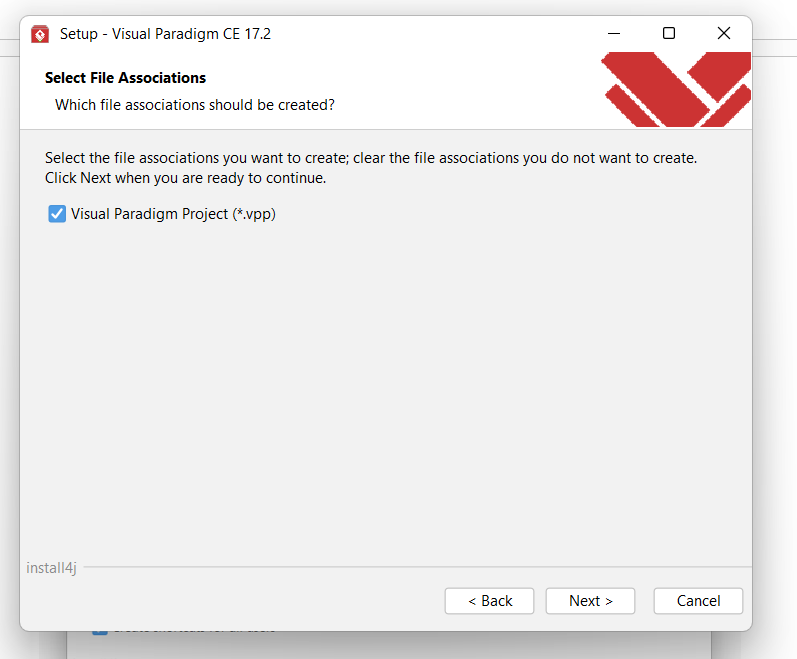 Setup - Visual Paradigm CE 17.2
Select File Associations
Which file associations should be created?
Select the file associations you want to create; clear the file associations you do not want to create.
Click Next when you are ready to continue.
Visual Paradigm Project (*.vpp)
install4j
< Back
Next >
Cancel